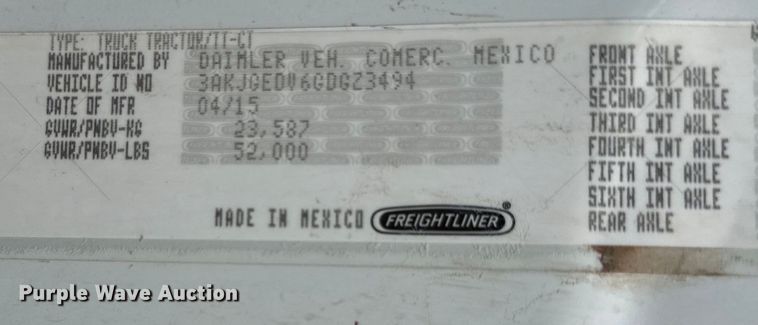 TYPE: TRUCK TRACTOR/TT-CT
MANUFACTURED BY DAIMLER VEH. COMERC. MEXICO
VEHICLE ID NO 3AKJGEDV6GDGZ3494
DATE OF MFR 04/15
GVWR/PNBV-KG 23,587
GVWR/PNBV-LBS 52,000
MADE IN MEXICO FREIGHTLINER®
FRONT AXLE
FIRST INT AXLE
SECOND INT AXLE
THIRD INT AXLE
FOURTH INT AXLE
FIFTH INT AXLE
SIXTH INT AXLE
REAR AXLE
Purple Wave Auction